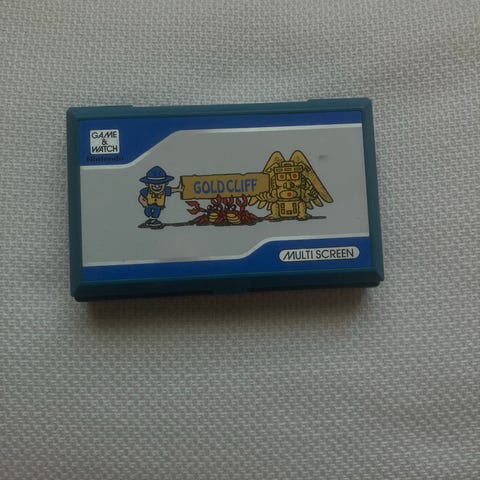 GAME
&
WATCH
Nintendo
GOLD CLIFF
MULTI SCREEN